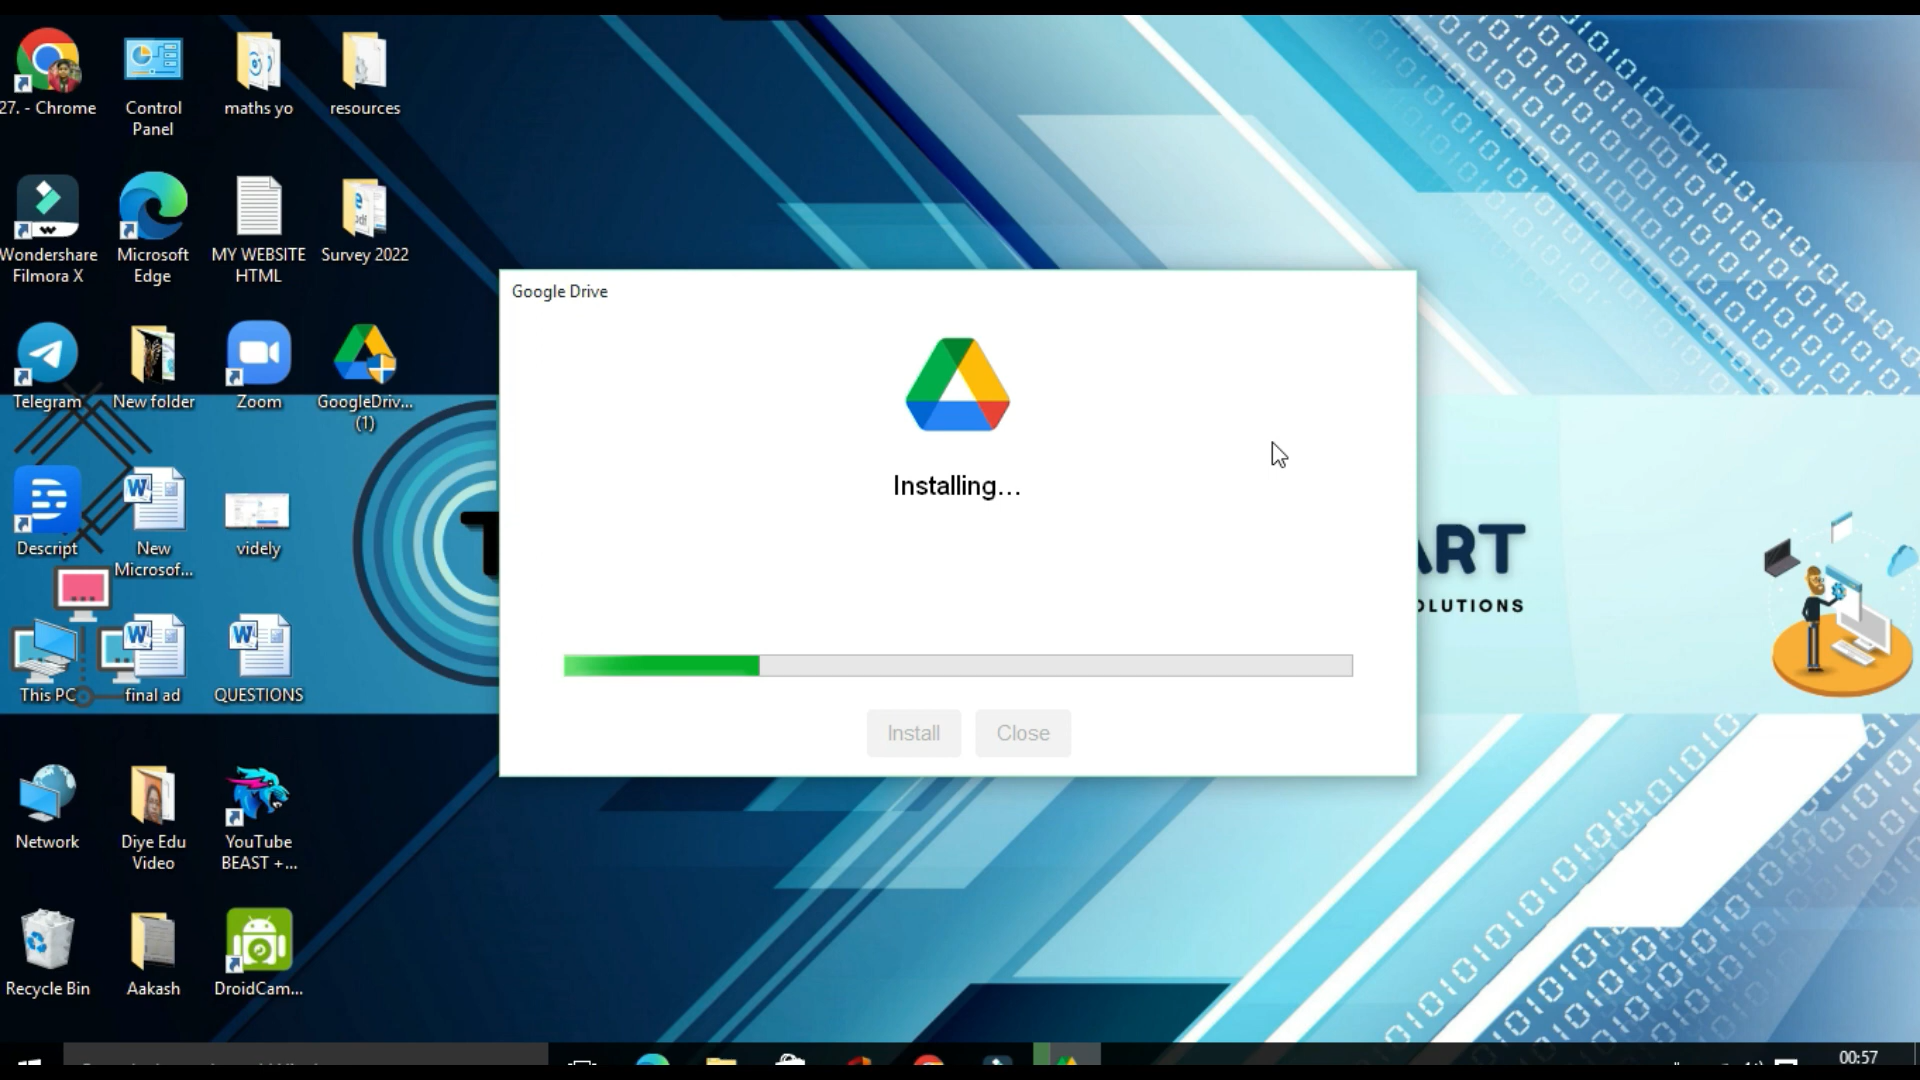 27. - Chrome
Control
Panel
maths yo
resources
Wondershare
Filmora X
Microsoft
Edge
MY WEBSITE
HTML
Survey 2022
Telegram
New folder
Zoom
GoogleDriv...
(1)
Descript
New
Microsof...
videly
This PC
final ad
QUESTIONS
Network
Diye Edu
Video
YouTube
BEAST +...
Recycle Bin
Aakash
DroidCam...
Google Drive
Installing...
Install
Close
ART
OLUTIONS
00:57